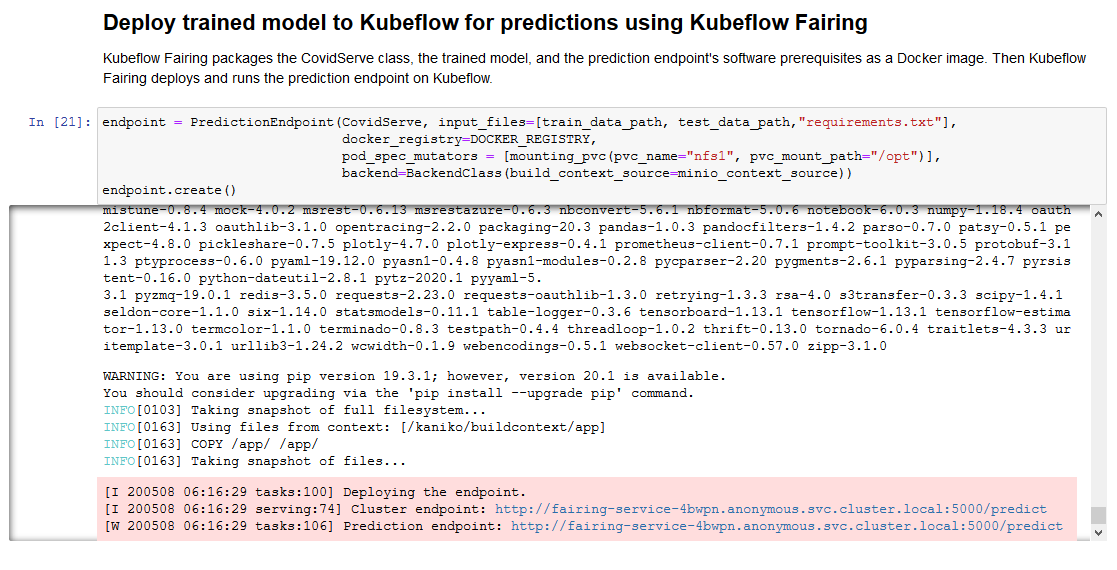 Deploy trained model to Kubeflow for predictions using Kubeflow Fairing
Kubeflow Fairing packages the CovidServe class, the trained model, and the prediction endpoint's software prerequisites as a Docker image. Then Kubeflow
Fairing deploys and runs the prediction endpoint on Kubeflow.
In [21]: endpoint = PredictionEndpoint(CovidServe, input_files=[train_data_path, test_data_path,"requirements.txt"],
docker_registry=DOCKER_REGISTRY,
pod_spec_mutators = [mounting_pvc(pvc_name="nfs1", pvc_mount_path="/opt")],
backend=BackendClass(build_context_source=minio_context_source))
endpoint.create()
mistune-0.8.4 mock-4.0.2 msrest-0.6.13 msrestazure-0.6.3 nbconvert-5.6.1 nbformat-5.0.6 notebook-6.0.3 numpy-1.18.4 oauth
2client-4.1.3 oauthlib-3.1.0 opentracing-2.2.0 packaging-20.3 pandas-1.0.3 pandocfilters-1.4.2 parso-0.7.0 patsy-0.5.1 pe
xpect-4.8.0 pickleshare-0.7.5 plotly-4.7.0 plotly-express-0.4.1 prometheus-client-0.7.1 prompt-toolkit-3.0.5 protobuf-3.1
1.3 ptyprocess-0.6.0 pyaml-19.12.0 pyasn1-0.4.8 pyasn1-modules-0.2.8 pycparser-2.20 pygments-2.6.1 pyparsing-2.4.7 pyrsis
tent-0.16.0 python-dateutil-2.8.1 pytz-2020.1 pyyaml-5.
3.1 pyzmq-19.0.1 redis-3.5.0 requests-2.23.0 requests-oauthlib-1.3.0 retrying-1.3.3 rsa-4.0 s3transfer-0.3.3 scipy-1.4.1
seldon-core-1.1.0 six-1.14.0 statsmodels-0.11.1 table-logger-0.3.6 tensorboard-1.13.1 tensorflow-1.13.1 tensorflow-estima
tor-1.13.0 termcolor-1.1.0 terminado-0.8.3 testpath-0.4.4 threadloop-1.0.2 thrift-0.13.0 tornado-6.0.4 traitlets-4.3.3 ur
itemplate-3.0.1 urllib3-1.24.2 wcwidth-0.1.9 webencodings-0.5.1 websocket-client-0.57.0 zipp-3.1.0
WARNING: You are using pip version 19.3.1; however, version 20.1 is available.
You should consider upgrading via the 'pip install --upgrade pip' command.
INFO[0103] Taking snapshot of full filesystem...
INFO[0163] Using files from context: [/kaniko/buildcontext/app]
INFO[0163] COPY /app/ /app/
INFO[0163] Taking snapshot of files...
[I 200508 06:16:29 tasks:100] Deploying the endpoint.
[I 200508 06:16:29 serving:74] Cluster endpoint: http://fairing-service-4bwpn.anonymous.svc.cluster.local:5000/predict
[W 200508 06:16:29 tasks:106] Prediction endpoint: http://fairing-service-4bwpn.anonymous.svc.cluster.local:5000/predict